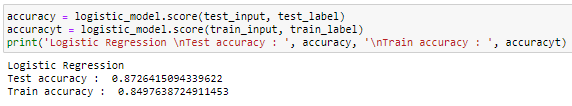 accuracy = logistic_model.score(test_input, test_label)
accuracyt = logistic_model.score(train_input, train_label)
print('Logistic Regression \nTest accuracy : ', accuracy, '\nTrain accuracy : ', accuracyt)
Logistic Regression
Test accuracy :  0.8726415094339622
Train accuracy :  0.8497638724911453